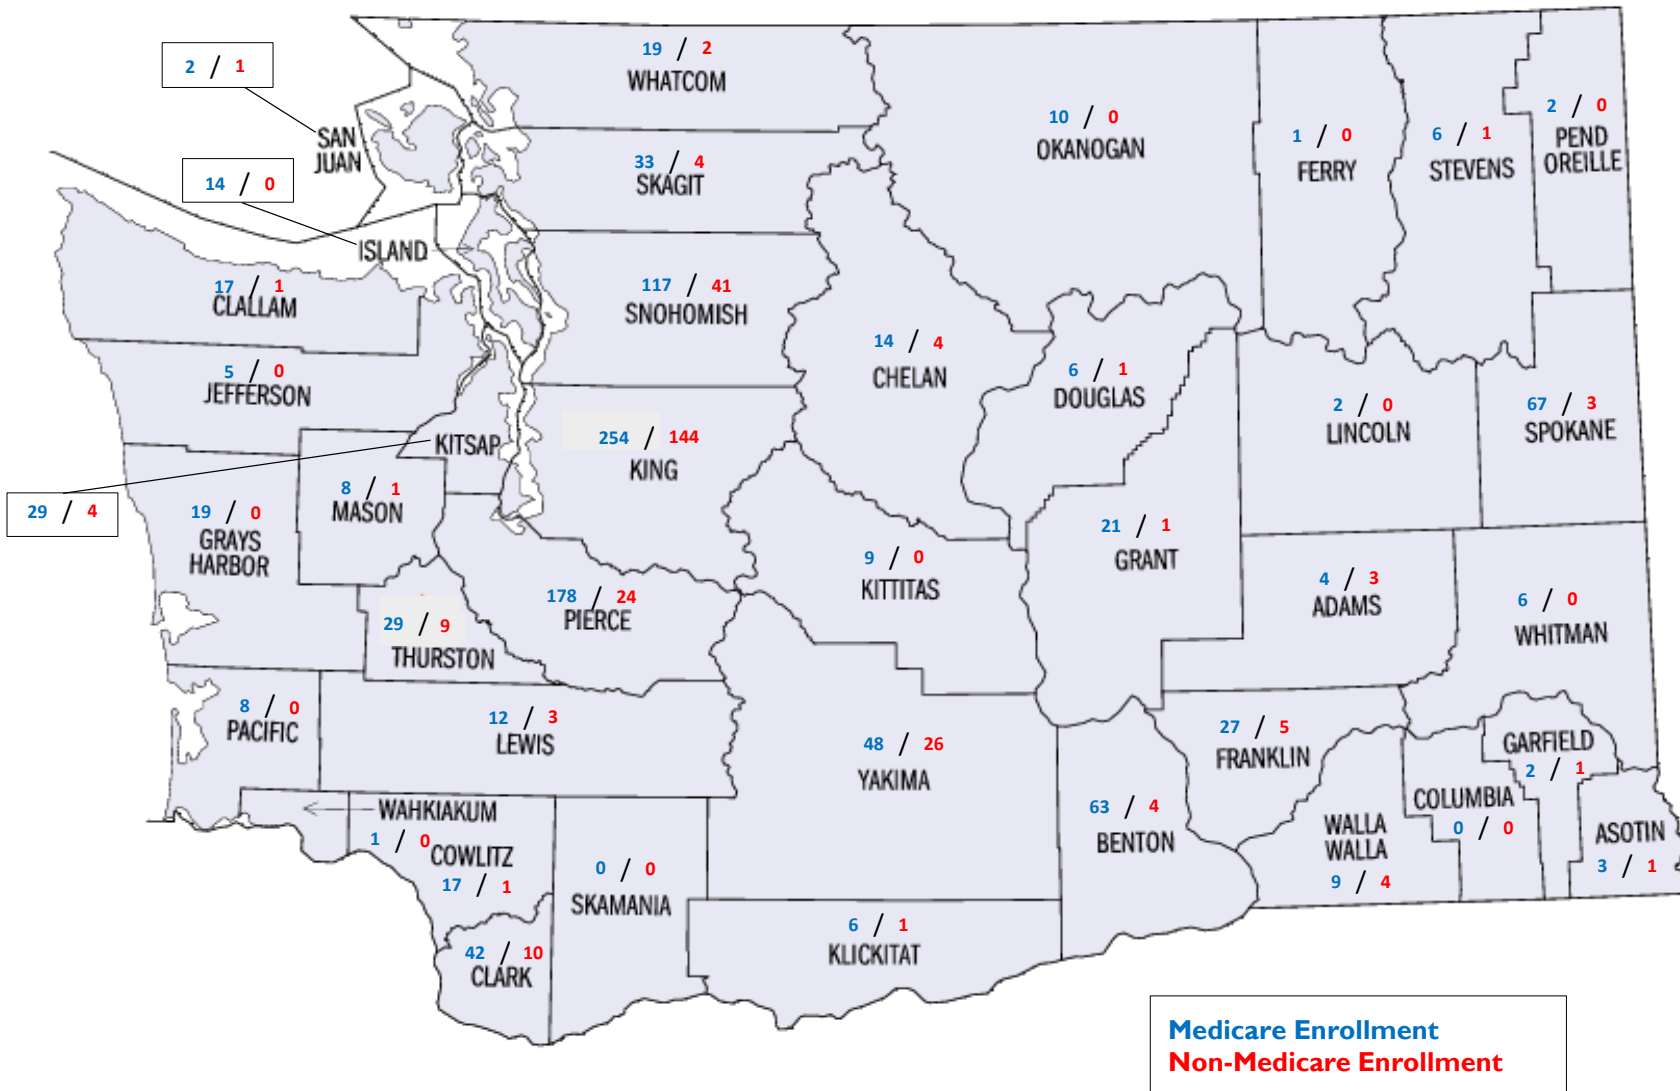 19 / 2
WHATCOM
2 / 1
SAN
JUAN
10 / 0
OKANOGAN
1 / 0
FERRY
6 / 1
STEVENS
2 / 0
PEND
OREILLE
33 / 4
SKAGIT
14 / 0
ISLAND
17 / 1
CLALLAM
117 / 41
SNOHOMISH
14 / 4
CHELAN
6 / 1
DOUGLAS
5 / 0
JEFFERSON
2 / 0
LINCOLN
67 / 3
SPOKANE
254 / 144
KING
KITSAP
29 / 4
8 / 1
MASON
19 / 0
GRAYS
HARBOR
21 / 1
GRANT
9 / 0
KITTITAS
4 / 3
ADAMS
6 / 0
WHITMAN
178 / 24
PIERCE
29 / 9
THURSTON
8 / 0
PACIFIC
12 / 3
LEWIS
48 / 26
YAKIMA
27 / 5
FRANKLIN
GARFIELD
2 / 1
63 / 4
BENTON
WALLA
WALLA
9 / 4
COLUMBIA
0 / 0
ASOTIN
3 / 1
WAHKIAKUM
1 / 0
COWLITZ
17 / 1
0 / 0
SKAMANIA
6 / 1
KLICKITAT
42 / 10
CLARK
Medicare Enrollment
Non-Medicare Enrollment